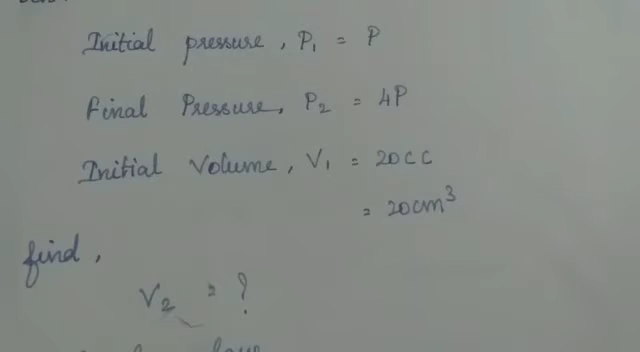 Initial pressure, P₁ = P
Final Pressure, P₂ = 4P
Initial Volume, V₁ = 20cc
= 20cm³
find,
V₂ = ?